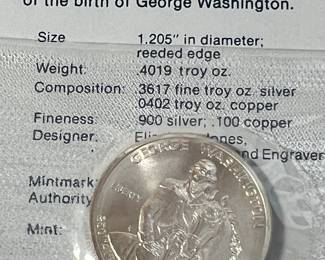 of the birth of George Washington.
Size 1.205" in diameter;
reeded edge
Weight: .4019 troy oz.
Composition: .3617 fine troy oz. silver
.0402 troy oz. copper
Fineness: .900 silver; .100 copper
Designer
and Engraver
Mintmark
Authority
Mint:
GEORGE WASHINGTON
LIBERTY